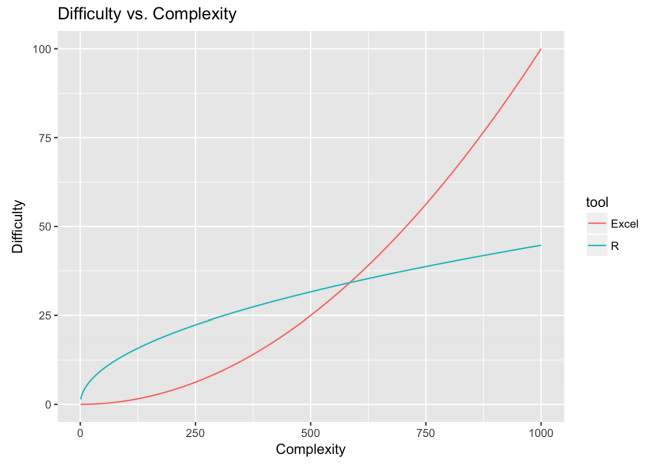 Difficulty vs. Complexity
100
75
50
25
0
Difficulty
0 250 500 750 1000
Complexity
tool
Excel
R